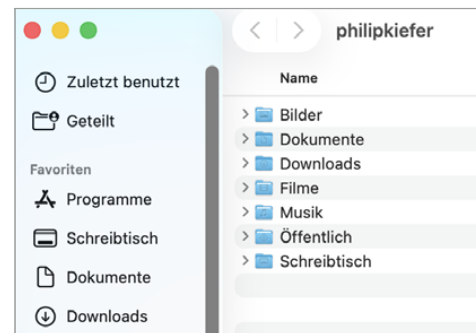 philipkiefer
Zuletzt benutzt
Geteilt
Favoriten
Programme
Schreibtisch
Dokumente
Downloads
Name
Bilder
Dokumente
Downloads
Filme
Musik
Öffentlich
Schreibtisch